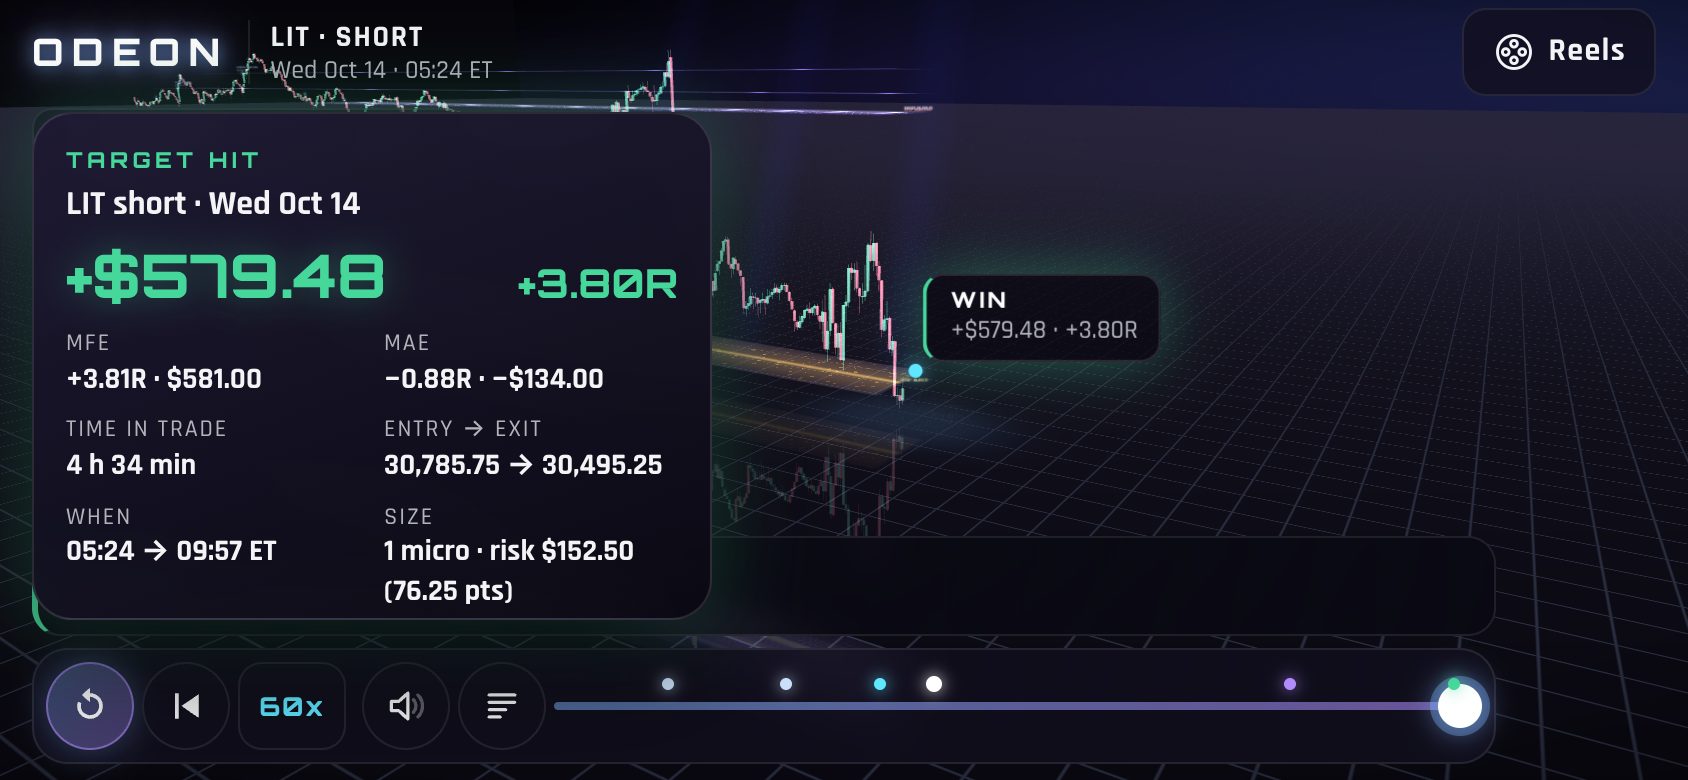 ODEON
LIT · SHORT
Wed Oct 14 · 05:24 ET
Reels
TARGET HIT
LIT short · Wed Oct 14
+$579.48
+3.80R
MFE
+3.81R · $581.00
MAE
−0.88R · −$134.00
TIME IN TRADE
4 h 34 min
ENTRY → EXIT
30,785.75 → 30,495.25
WHEN
05:24 → 09:57 ET
SIZE
1 micro · risk $152.50
(76.25 pts)
WIN
+$579.48 · +3.80R
60x